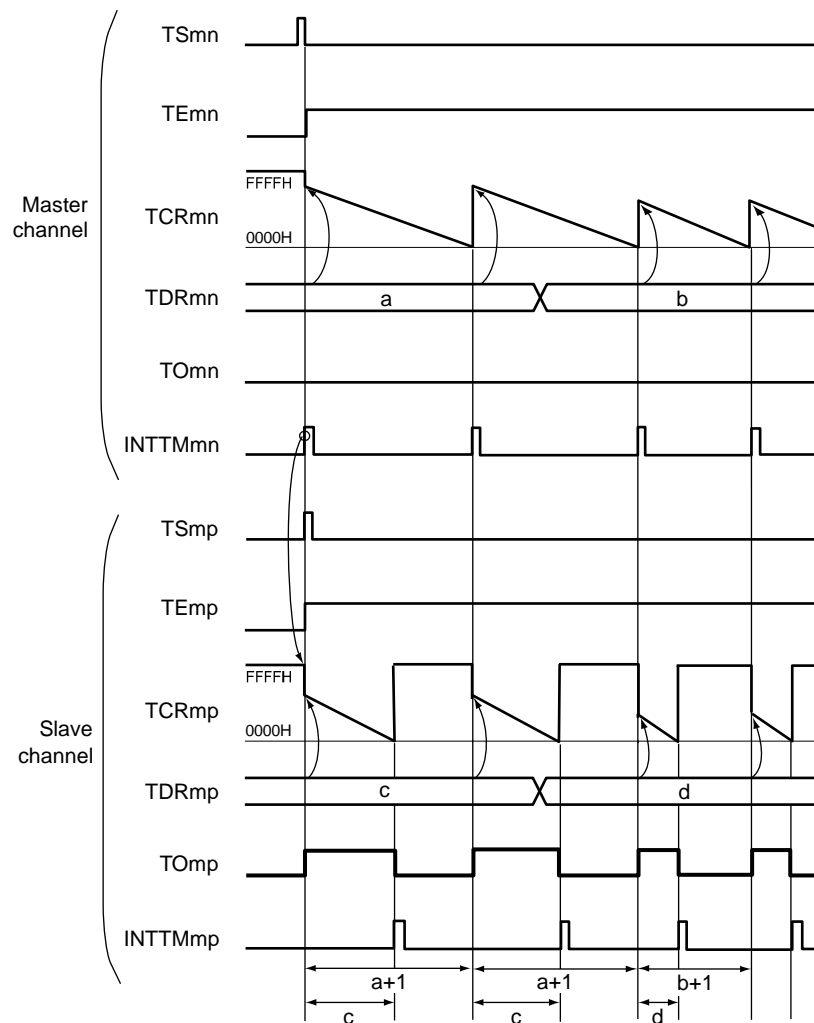 TSmn
TEmn
FFFFH
Master
channel
TCRmn
0000H
TDRmn
a
b
TOmn
INTTMmn
TSmp
TEmp
FFFFH
TCRmp
Slave
channel
0000H
TDRmp
c
d
TOmp
INTTMmp
a+1
a+1
b+1
c
c
d